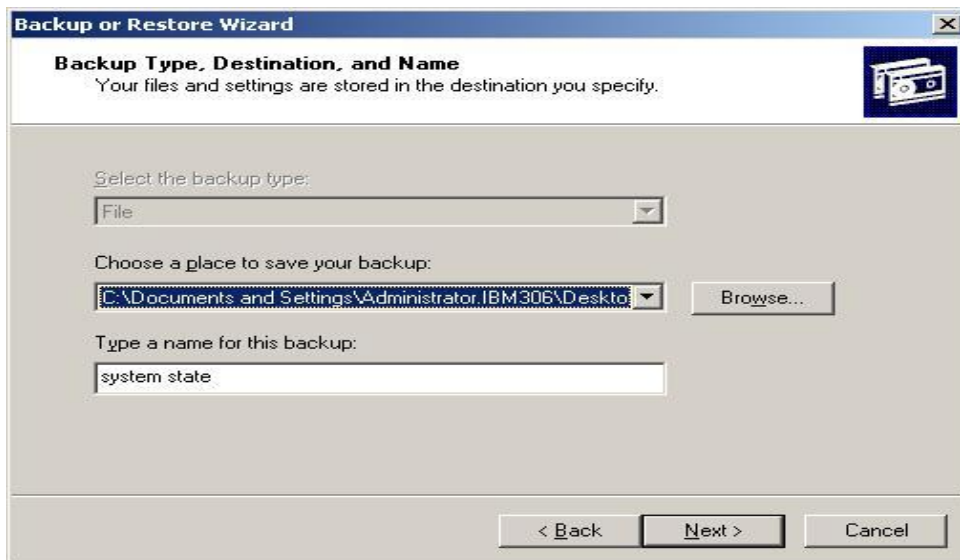 Backup or Restore Wizard
Backup Type, Destination, and Name
Your files and settings are stored in the destination you specify.
Select the backup type:
File
Choose a place to save your backup:
C:\Documents and Settings\Administrator.IBM306\Deskto
Browse...
Type a name for this backup:
system state
< Back
Next >
Cancel